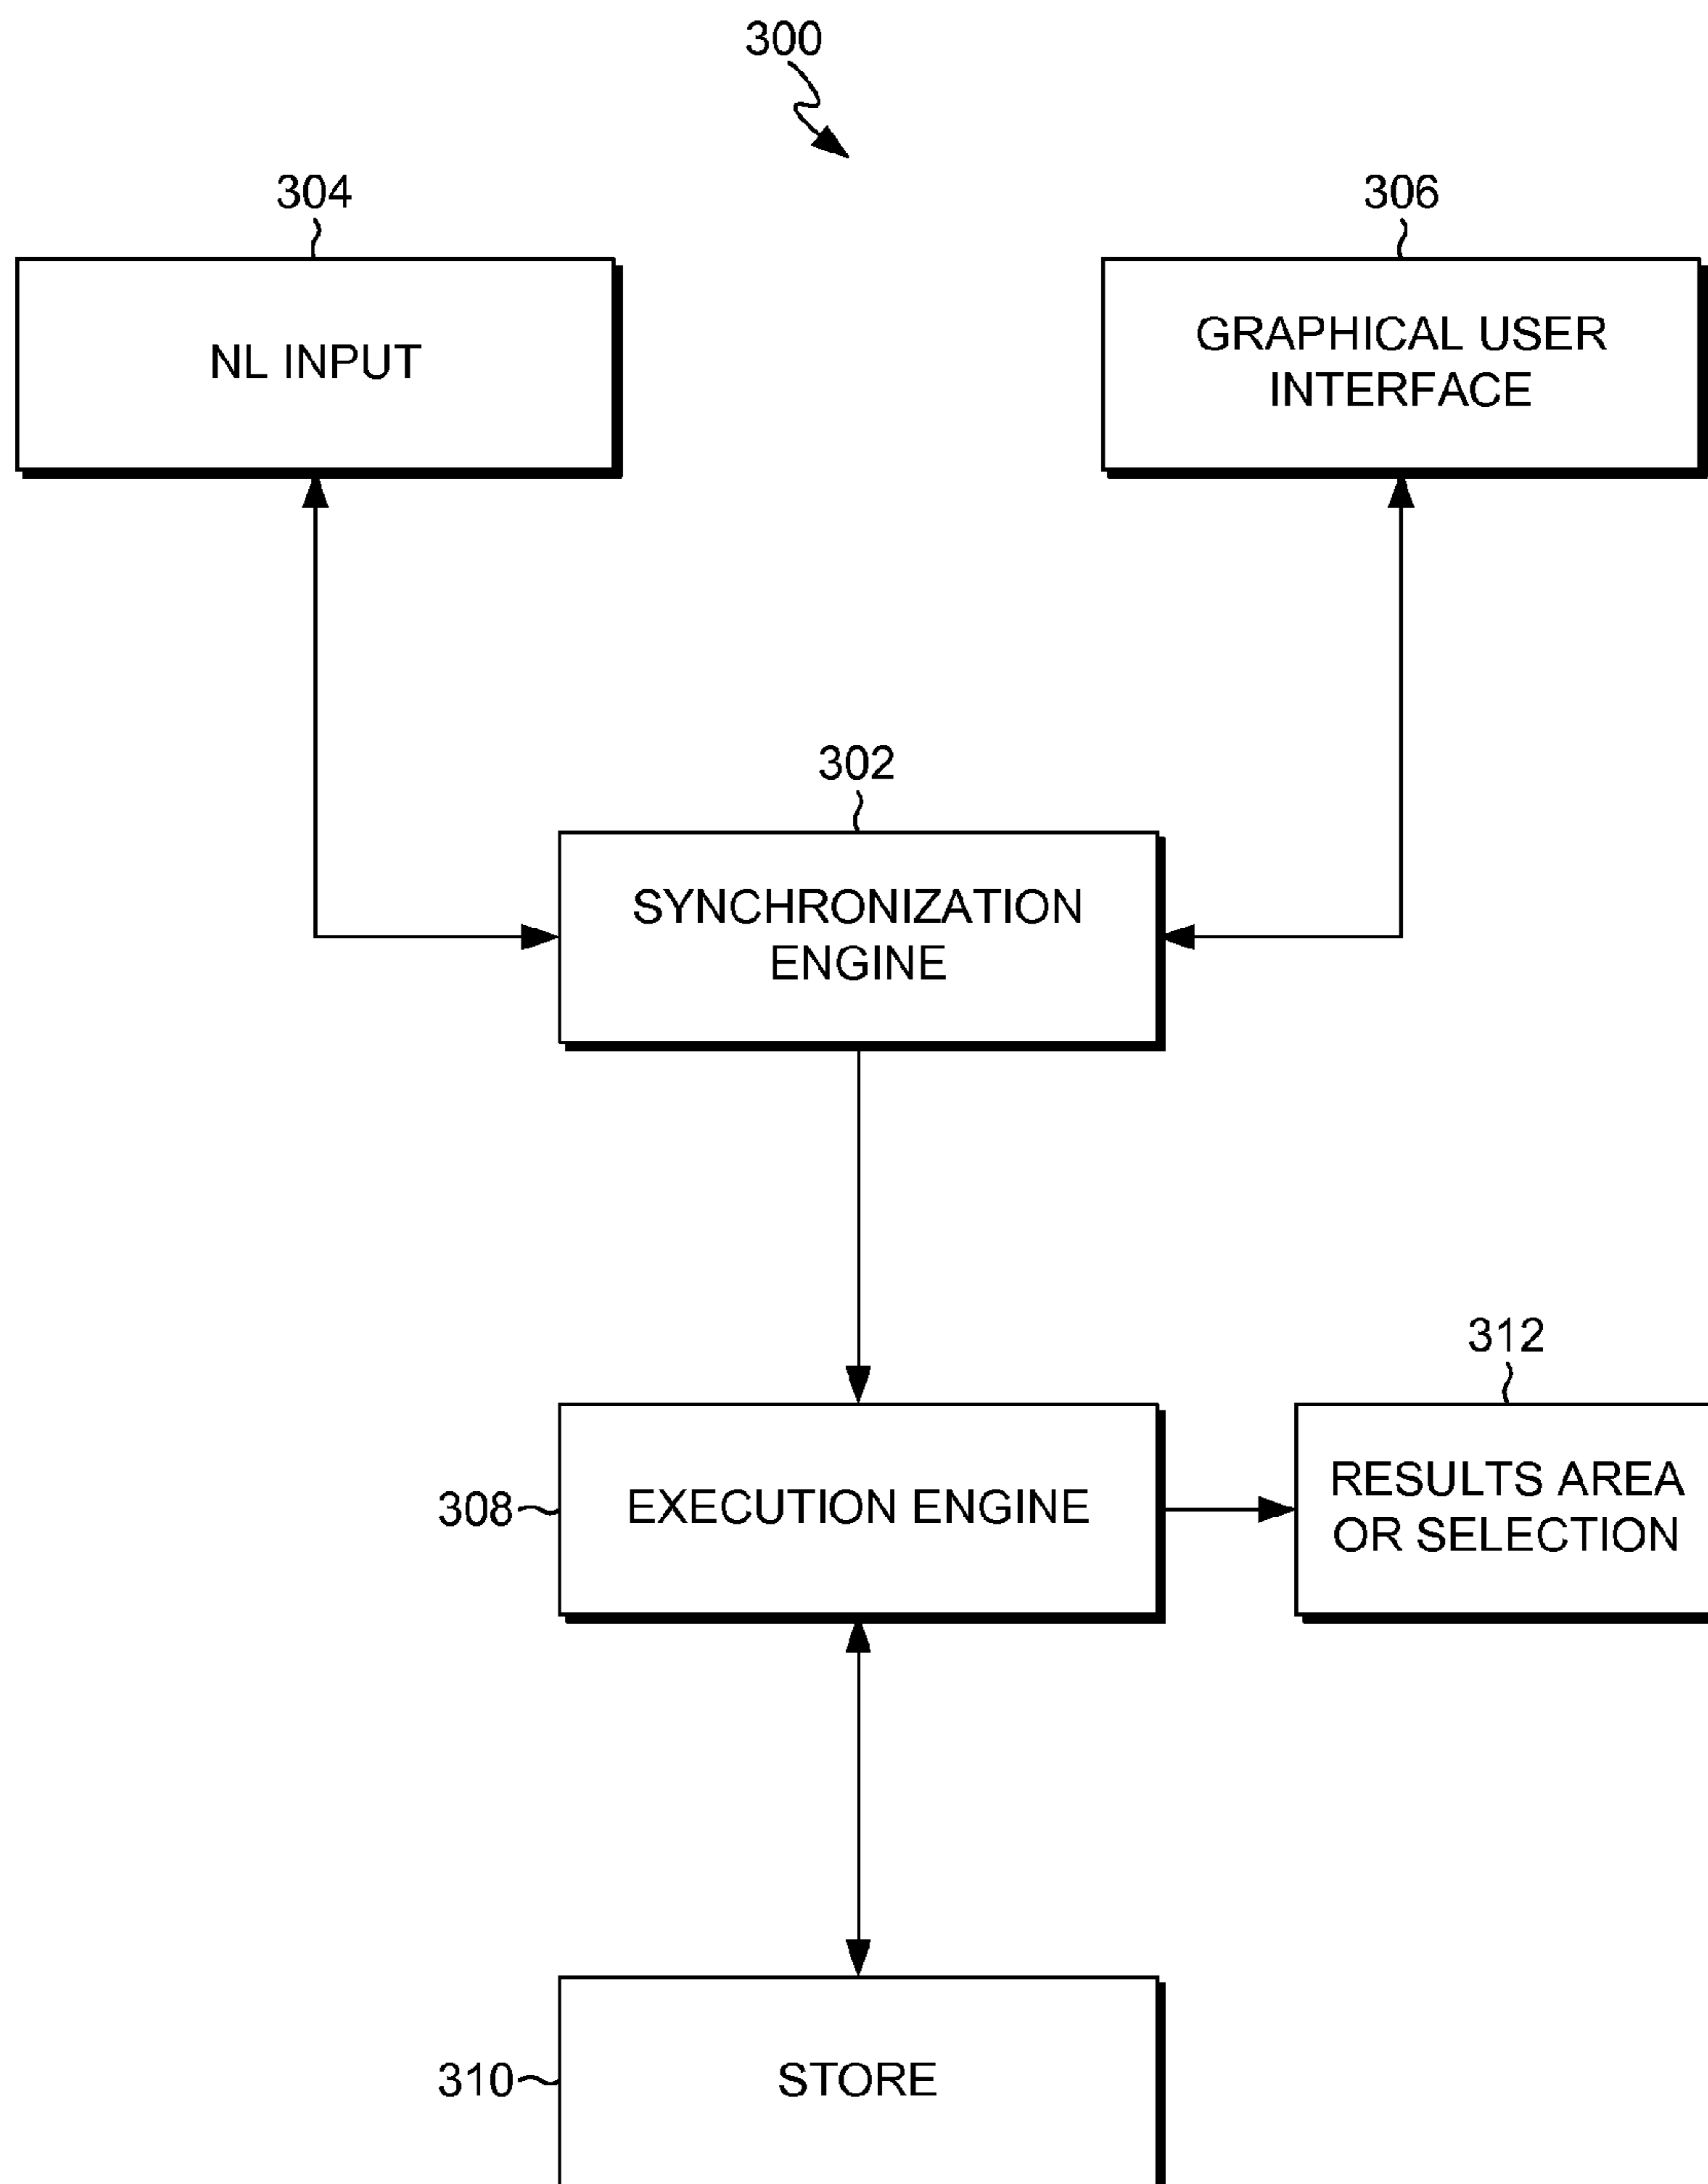 300
304
306
NL INPUT
GRAPHICAL USER
INTERFACE
302
SYNCHRONIZATION
ENGINE
312
308
EXECUTION ENGINE
RESULTS AREA
OR SELECTION
310
STORE